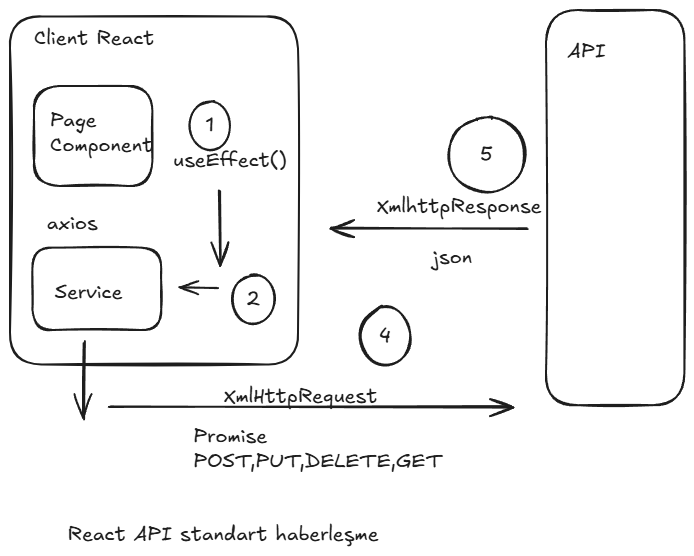 Client React
API
Page
Component
1
useEffect()
5
XmlhttpResponse
axios
json
Service
2
4
XmlHttpRequest
Promise
POST,PUT,DELETE,GET
React API standart haberleşme